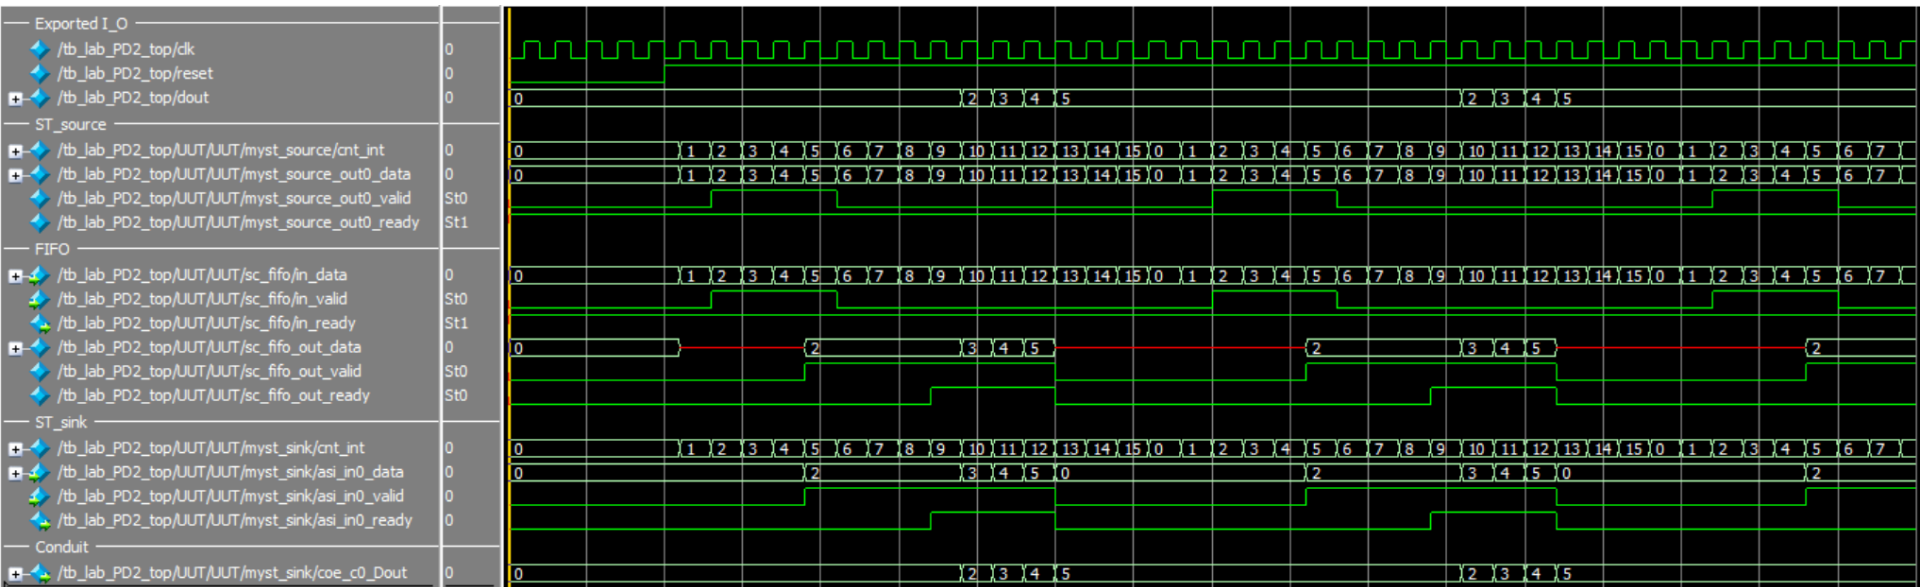 Exported I_O
/tb_lab_PD2_top/clk 0
/tb_lab_PD2_top/reset 0
/tb_lab_PD2_top/dout 0 0 2 3 4 5 2 3 4 5
ST_source
/tb_lab_PD2_top/UUT/UUT/myst_source/cnt_int 0 0 1 2 3 4 5 6 7 8 9 10 11 12 13 14 15 0 1 2 3 4 5 6 7 8 9 10 11 12 13 14 15 0 1 2 3 4 5 6 7
/tb_lab_PD2_top/UUT/UUT/myst_source_out0_data 0 0 1 2 3 4 5 6 7 8 9 10 11 12 13 14 15 0 1 2 3 4 5 6 7 8 9 10 11 12 13 14 15 0 1 2 3 4 5 6 7
/tb_lab_PD2_top/UUT/UUT/myst_source_out0_valid St0
/tb_lab_PD2_top/UUT/UUT/myst_source_out0_ready St1
FIFO
/tb_lab_PD2_top/UUT/UUT/sc_fifo/in_data 0 0 1 2 3 4 5 6 7 8 9 10 11 12 13 14 15 0 1 2 3 4 5 6 7 8 9 10 11 12 13 14 15 0 1 2 3 4 5 6 7
/tb_lab_PD2_top/UUT/UUT/sc_fifo/in_valid St0
/tb_lab_PD2_top/UUT/UUT/sc_fifo/in_ready St1
/tb_lab_PD2_top/UUT/UUT/sc_fifo_out_data 0 0 2 3 4 5 2 3 4 5 2
/tb_lab_PD2_top/UUT/UUT/sc_fifo_out_valid St0
/tb_lab_PD2_top/UUT/UUT/sc_fifo_out_ready St0
ST_sink
/tb_lab_PD2_top/UUT/UUT/myst_sink/cnt_int 0 0 1 2 3 4 5 6 7 8 9 10 11 12 13 14 15 0 1 2 3 4 5 6 7 8 9 10 11 12 13 14 15 0 1 2 3 4 5 6 7
/tb_lab_PD2_top/UUT/UUT/myst_sink/asi_in0_data 0 0 2 3 4 5 0 2 3 4 5 0 2
/tb_lab_PD2_top/UUT/UUT/myst_sink/asi_in0_valid 0
/tb_lab_PD2_top/UUT/UUT/myst_sink/asi_in0_ready 0
Conduit
/tb_lab_PD2_top/UUT/UUT/myst_sink/coe_c0_Dout 0 0 2 3 4 5 2 3 4 5